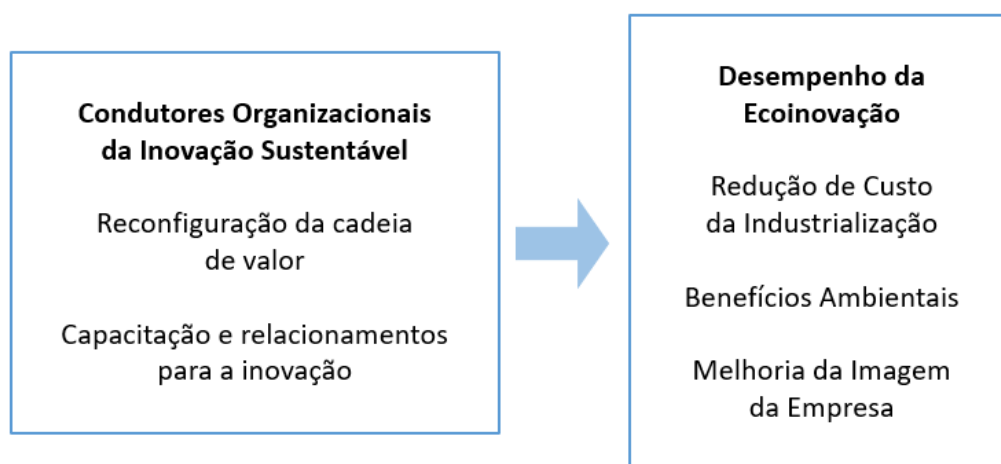 Condutores Organizacionais
da Inovação Sustentável
Reconfiguração da cadeia
de valor
Capacitação e relacionamentos
para a inovação
Desempenho da
Ecoinovação
Redução de Custo
da Industrialização
Benefícios Ambientais
Melhoria da Imagem
da Empresa